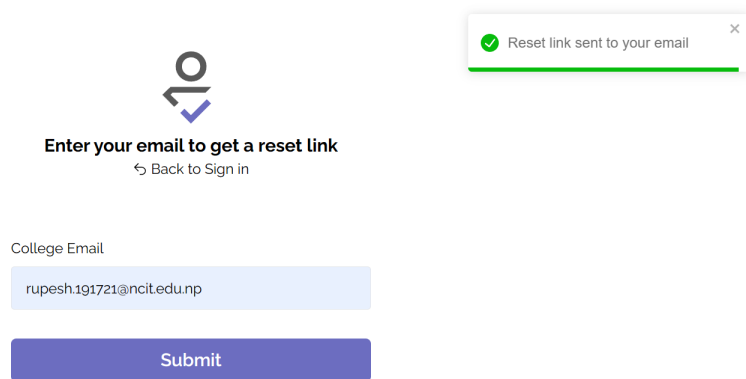 Reset link sent to your email
Enter your email to get a reset link
Back to Sign in
College Email
rupesh.191721@ncit.edu.np
Submit